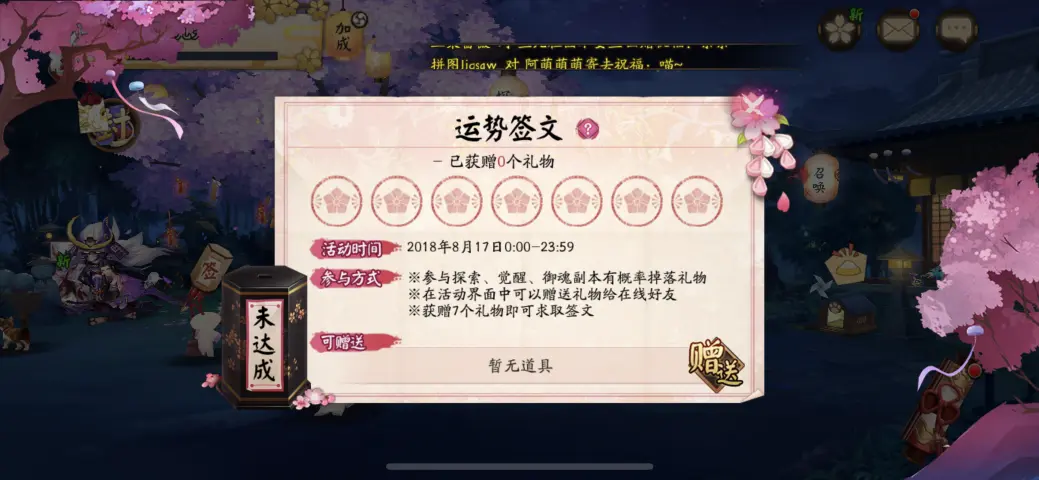 加成
新
拼图ligsaw 对 阿萌萌萌寄去祝福：喵~
运势签文 ?
- 已获赠0个礼物
活动时间 2018年8月17日0:00-23:59
参与方式 ※参与探索、觉醒、御魂副本有概率掉落礼物
※在活动界面中可以赠送礼物给在线好友
※获赠7个礼物即可求取签文
可赠送
暂无道具
赠送
未达成
签
新
召唤